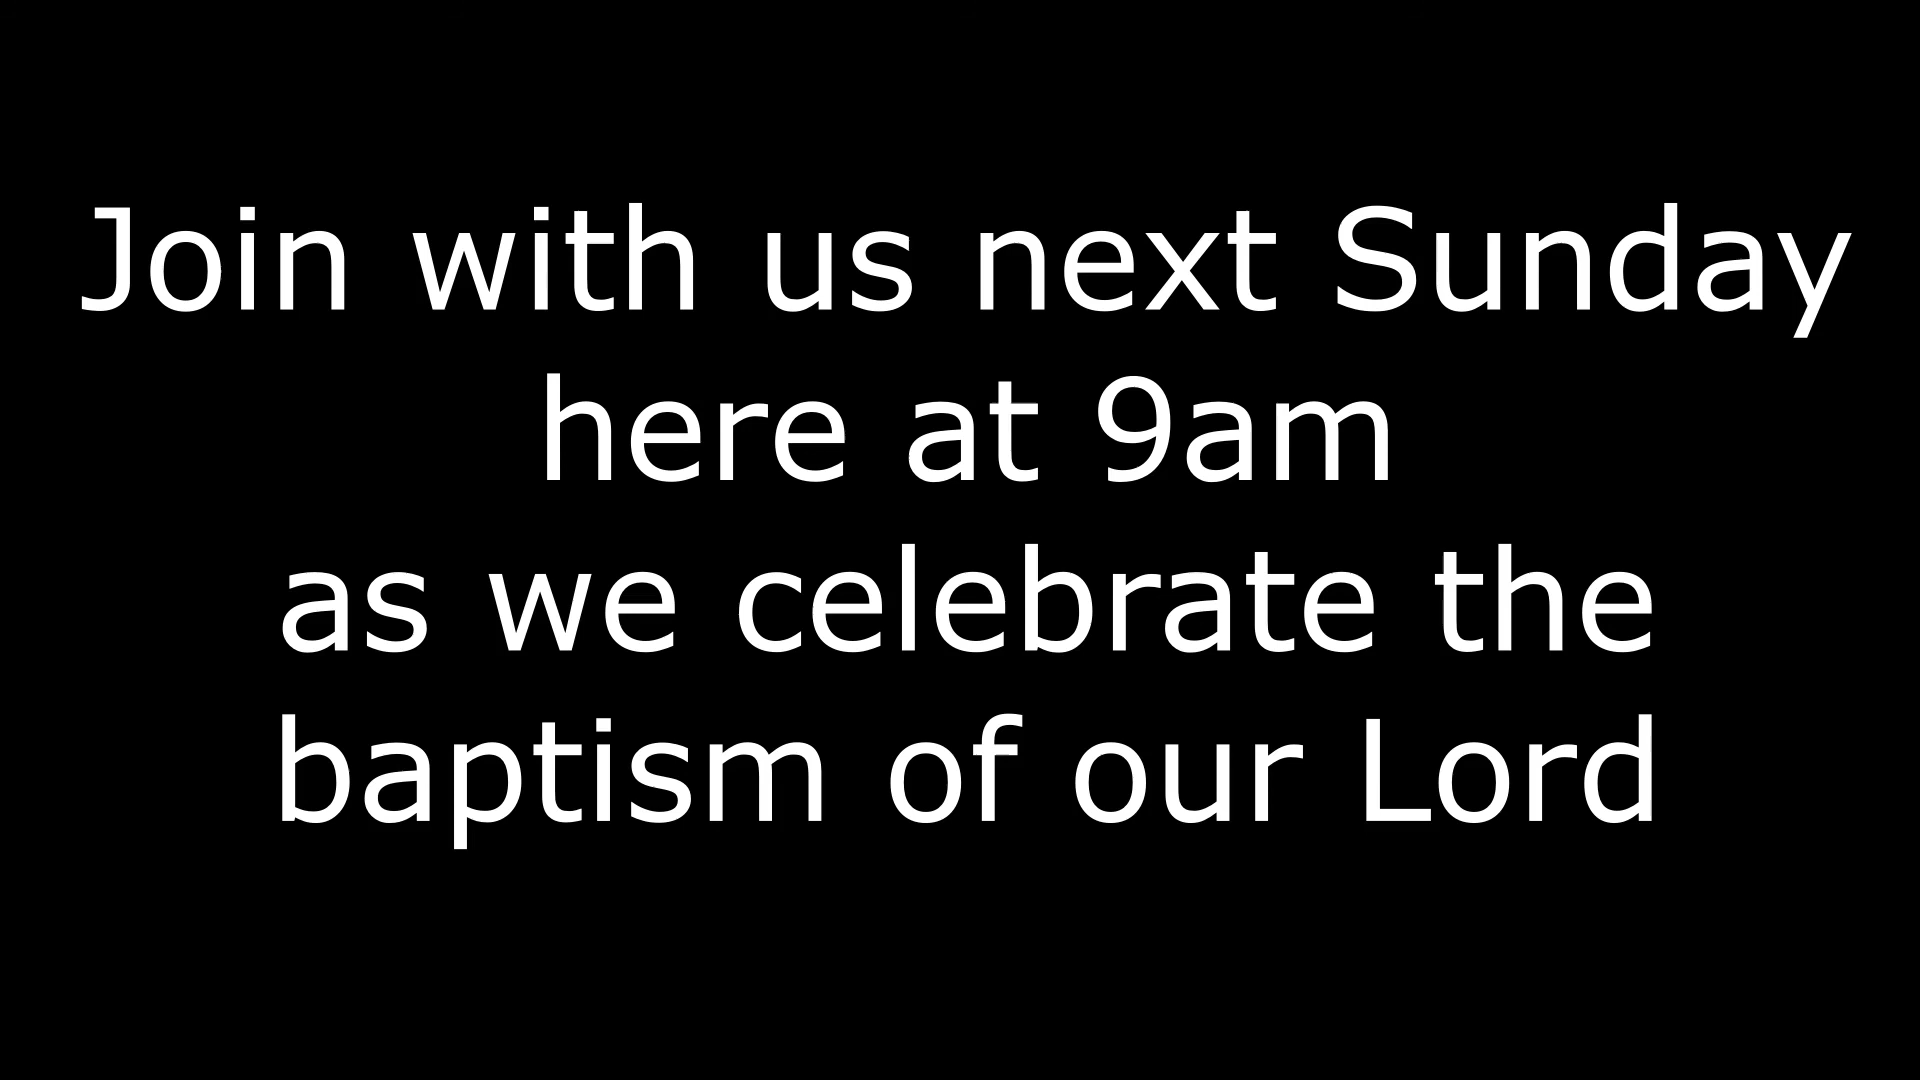 Join with us next Sunday
here at 9am
as we celebrate the
baptism of our Lord